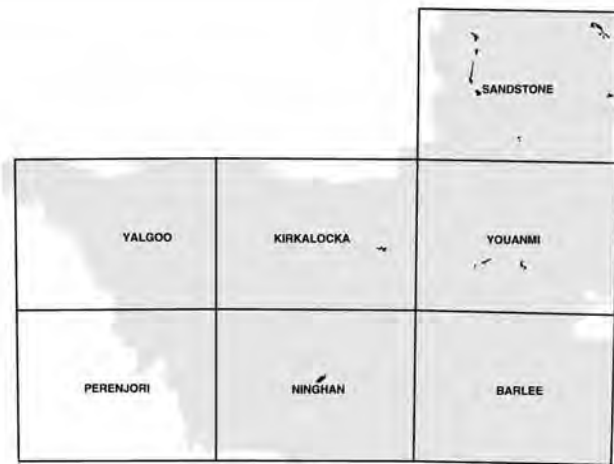 SANDSTONE
YALGOO KIRKALOCKA YOUANMI
PERENJORI NINGHAN BARLEE